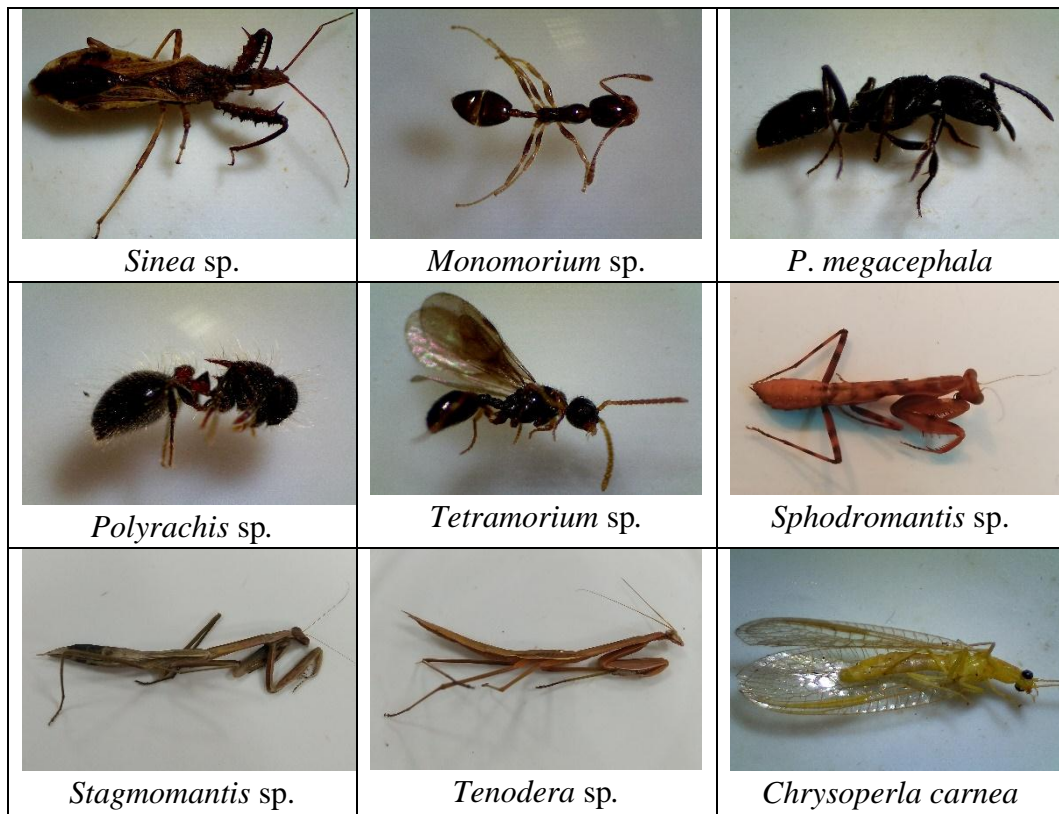 Sinea sp.
Monomorium sp.
P. megacephala
Polyrachis sp.
Tetramorium sp.
Sphodromantis sp.
Stagmomantis sp.
Tenodera sp.
Chrysoperla carnea